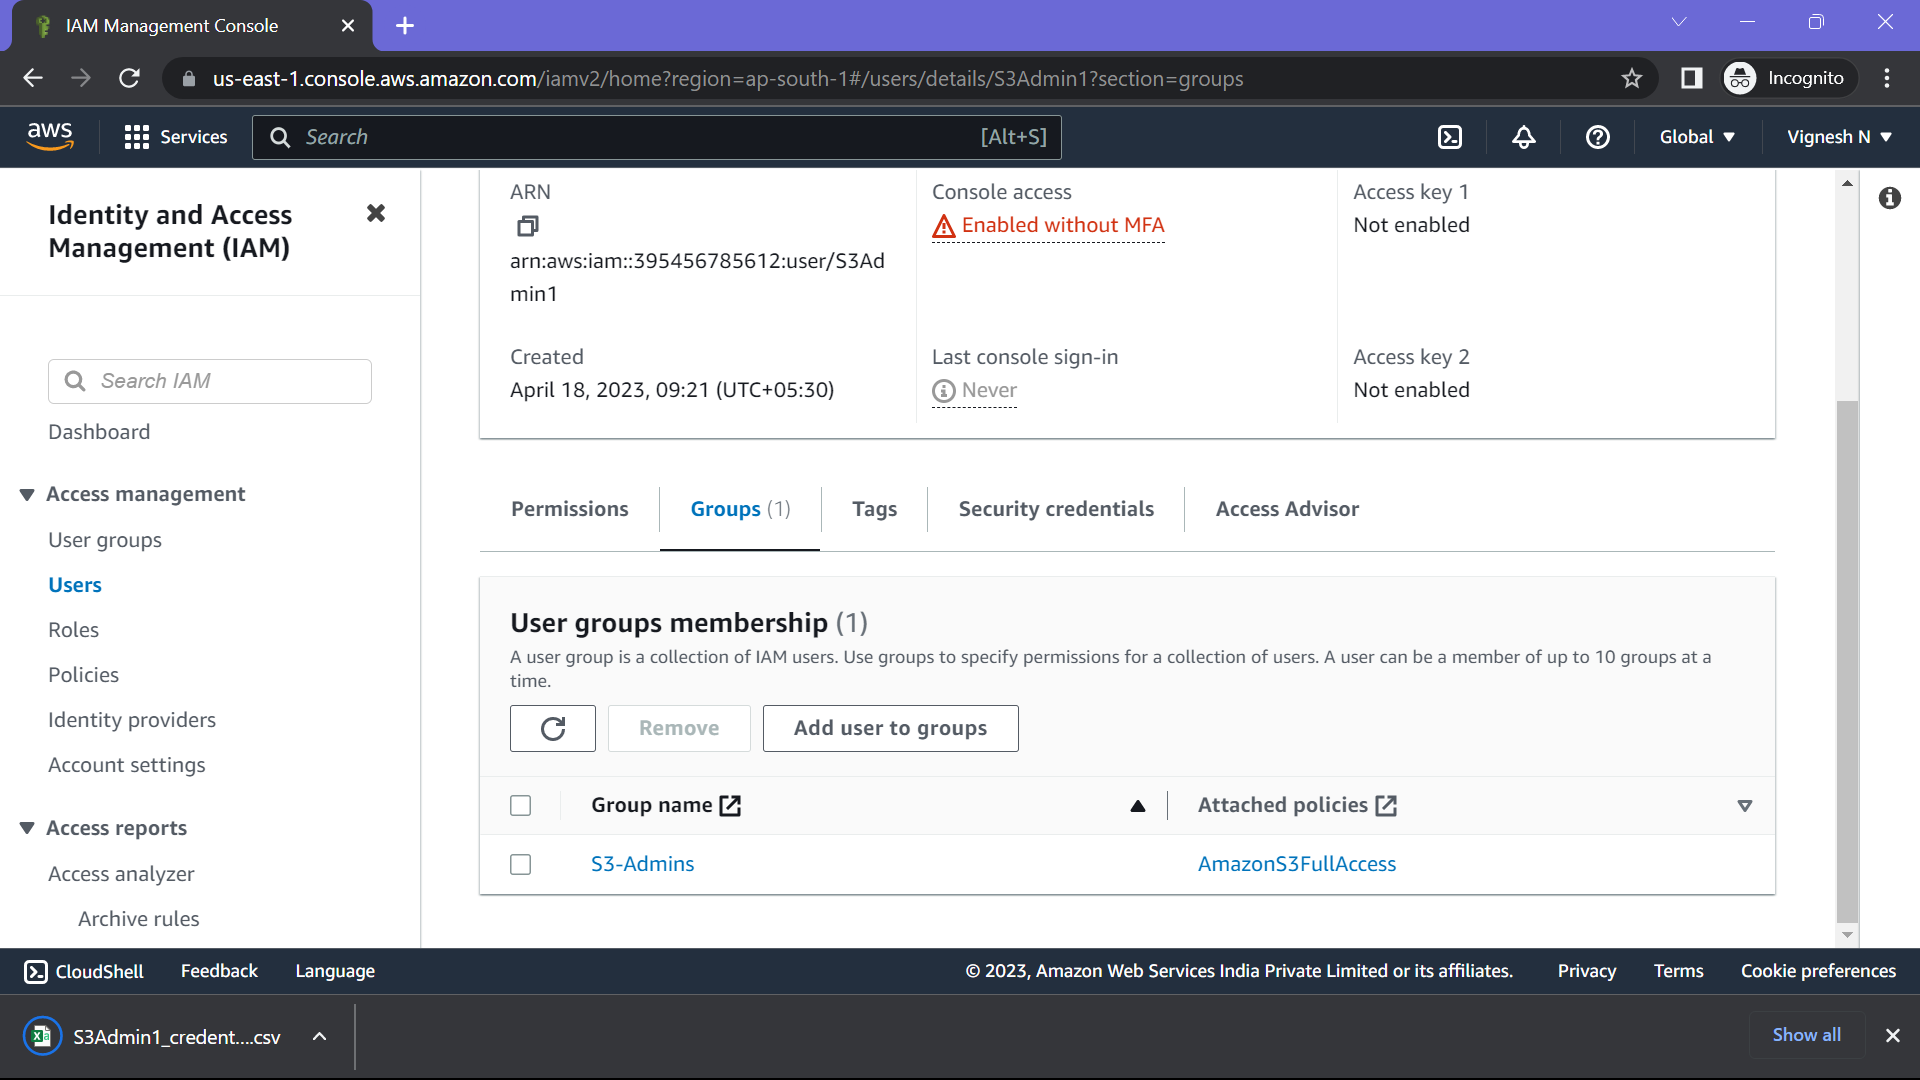 IAM Management Console
us-east-1.console.aws.amazon.com/iamv2/home?region=ap-south-1#/users/details/S3Admin1?section=groups
Incognito
aws
Services
Search
[Alt+S]
Global
Vignesh N
Identity and Access
Management (IAM)
Search IAM
Dashboard
Access management
User groups
Users
Roles
Policies
Identity providers
Account settings
Access reports
Access analyzer
Archive rules
ARN
arn:aws:iam::395456785612:user/S3Ad
min1
Console access
Enabled without MFA
Access key 1
Not enabled
Created
April 18, 2023, 09:21 (UTC+05:30)
Last console sign-in
Never
Access key 2
Not enabled
Permissions
Groups (1)
Tags
Security credentials
Access Advisor
User groups membership (1)
A user group is a collection of IAM users. Use groups to specify permissions for a collection of users. A user can be a member of up to 10 groups at a
time.
Remove
Add user to groups
Group name
Attached policies
S3-Admins
AmazonS3FullAccess
CloudShell
Feedback
Language
© 2023, Amazon Web Services India Private Limited or its affiliates.
Privacy
Terms
Cookie preferences
S3Admin1_credent....csv
Show all